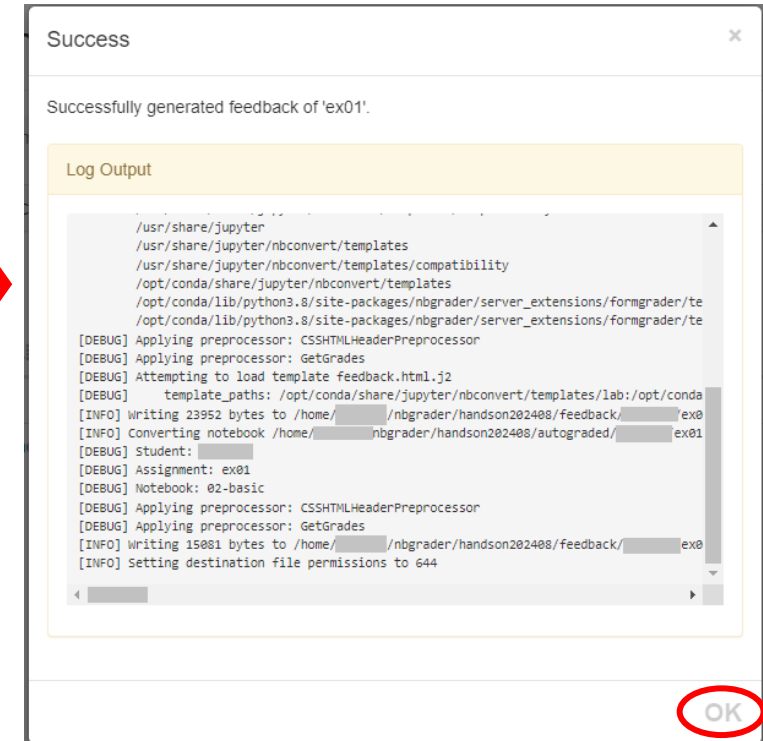 Success
×
Successfully generated feedback of 'ex01'.
Log Output
/usr/share/jupyter
/usr/share/jupyter/nbconvert/templates
/usr/share/jupyter/nbconvert/templates/compatibility
/opt/conda/share/jupyter/nbconvert/templates
/opt/conda/lib/python3.8/site-packages/nbgrader/server_extensions/formgrader/te
/opt/conda/lib/python3.8/site-packages/nbgrader/server_extensions/formgrader/te
[DEBUG] Applying preprocessor: CSSHTMLHeaderPreprocessor
[DEBUG] Applying preprocessor: GetGrades
[DEBUG] Attempting to load template feedback.html.j2
[DEBUG] template_paths: /opt/conda/share/jupyter/nbconvert/templates/lab:/opt/conda
[INFO] Writing 23952 bytes to /home/ /nbgrader/handson202408/feedback/ /ex0
[INFO] Converting notebook /home/ nbgrader/handson202408/autograded/ ex01
[DEBUG] Student:
[DEBUG] Assignment: ex01
[DEBUG] Notebook: 02-basic
[DEBUG] Applying preprocessor: CSSHTMLHeaderPreprocessor
[DEBUG] Applying preprocessor: GetGrades
[INFO] Writing 15081 bytes to /home/ /nbgrader/handson202408/feedback/ ex0
[INFO] Setting destination file permissions to 644
OK